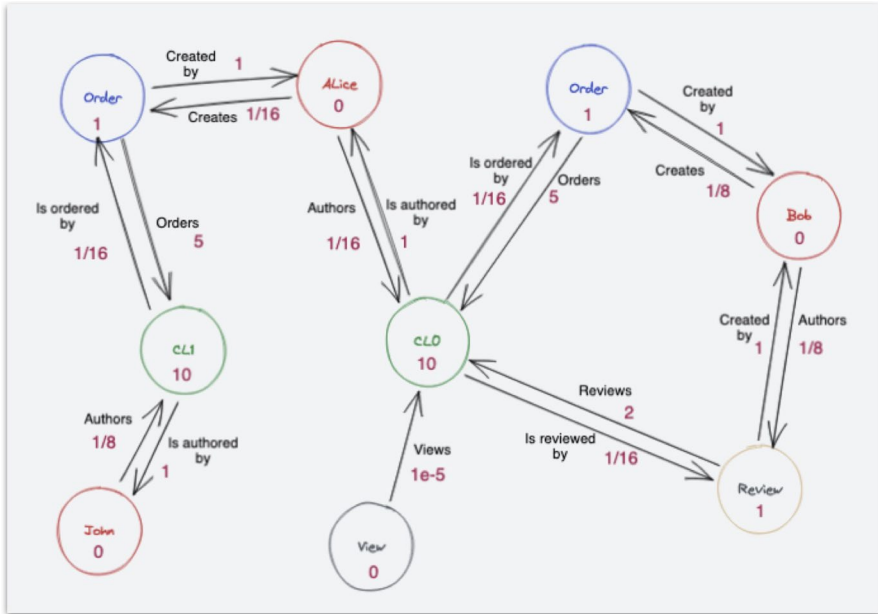 Created
by
1
Order
1
Creates 1/16
ALice
0
Order
1
Created
by
1
Creates
1/8
Is ordered
by
1/16
Orders
5
Authors
1/16
Is authored
by
1
Is ordered
by
1/16
Orders
5
Bob
0
CL1
10
CLO
10
Created
by
1
Authors
1/8
Authors
1/8
Is authored
by
1
Views
1e-5
Reviews
2
Is reviewed
by
1/16
John
0
View
0
Review
1